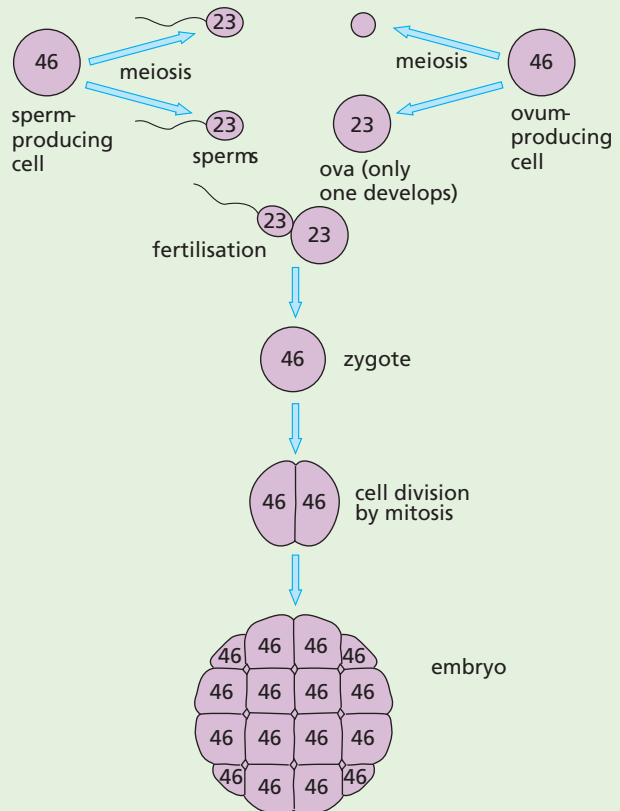 23
46
meiosis
meiosis
46
sperm-
producing
cell
23
sperms
23
ova (only
one develops)
ovum-
producing
cell
23
23
fertilisation
46
zygote
46 46
cell division
by mitosis
46 46 46 46
46 46 46 46
46 46 46 46
46 46 46 46
embryo